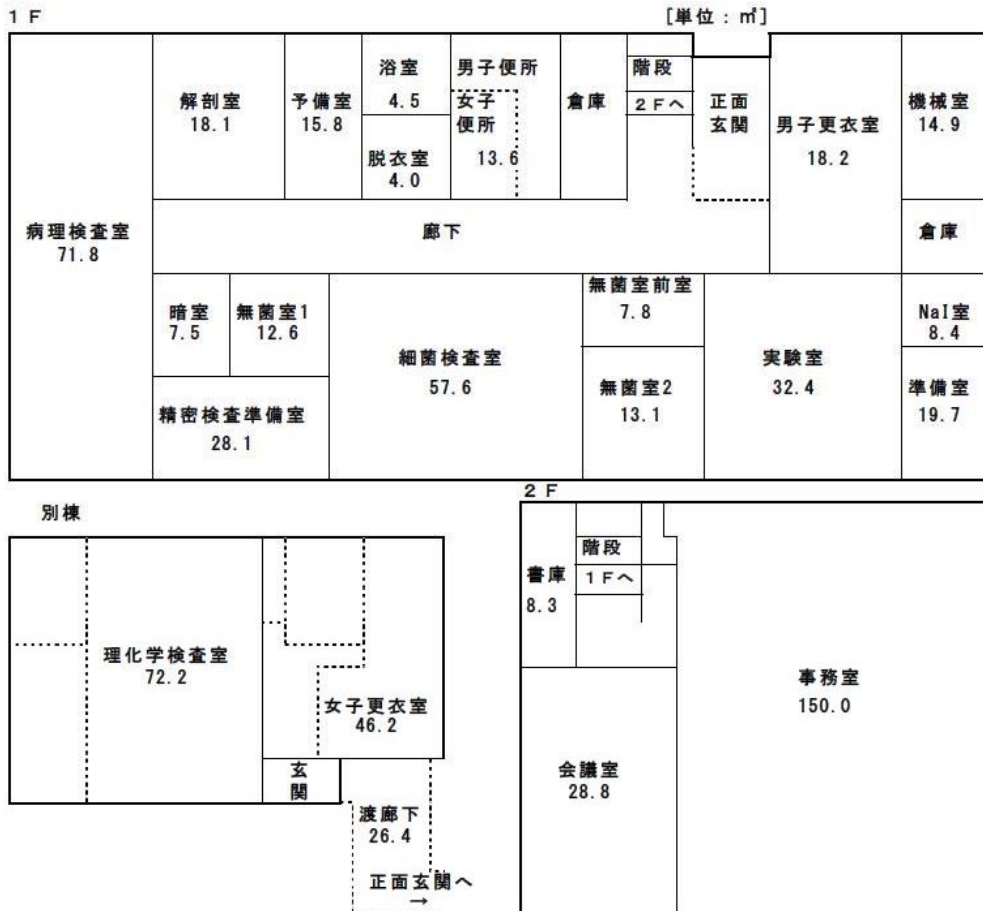 1F
[単位:㎡]
解剖室
18.1
予備室
15.8
浴室
4.5
脱衣室
4.0
男子便所
女子
便所
13.6
倉庫
階段
2Fへ
正面
玄関
男子更衣室
18.2
機械室
14.9
病理検査室
71.8
廊下
倉庫
暗室
7.5
無菌室1
12.6
精密検査準備室
28.1
細菌検査室
57.6
無菌室前室
7.8
無菌室2
13.1
実験室
32.4
NaI室
8.4
準備室
19.7
別棟
理化学検査室
72.2
女子更衣室
46.2
玄
関
渡廊下
26.4
正面玄関へ
→
2F
書庫
8.3
階段
1Fへ
事務室
150.0
会議室
28.8